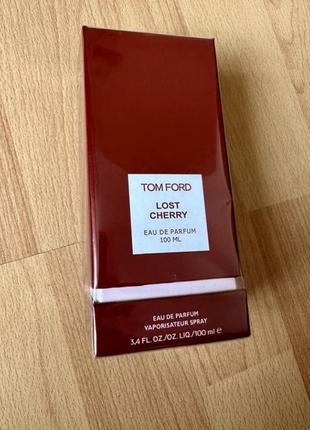 TOM FORD
LOST
CHERRY
EAU DE PARFUM
100 ML
EAU DE PARFUM
VAPORISATEUR SPRAY
3,4 FL. OZ./OZ. LIQ./100 ml ℮